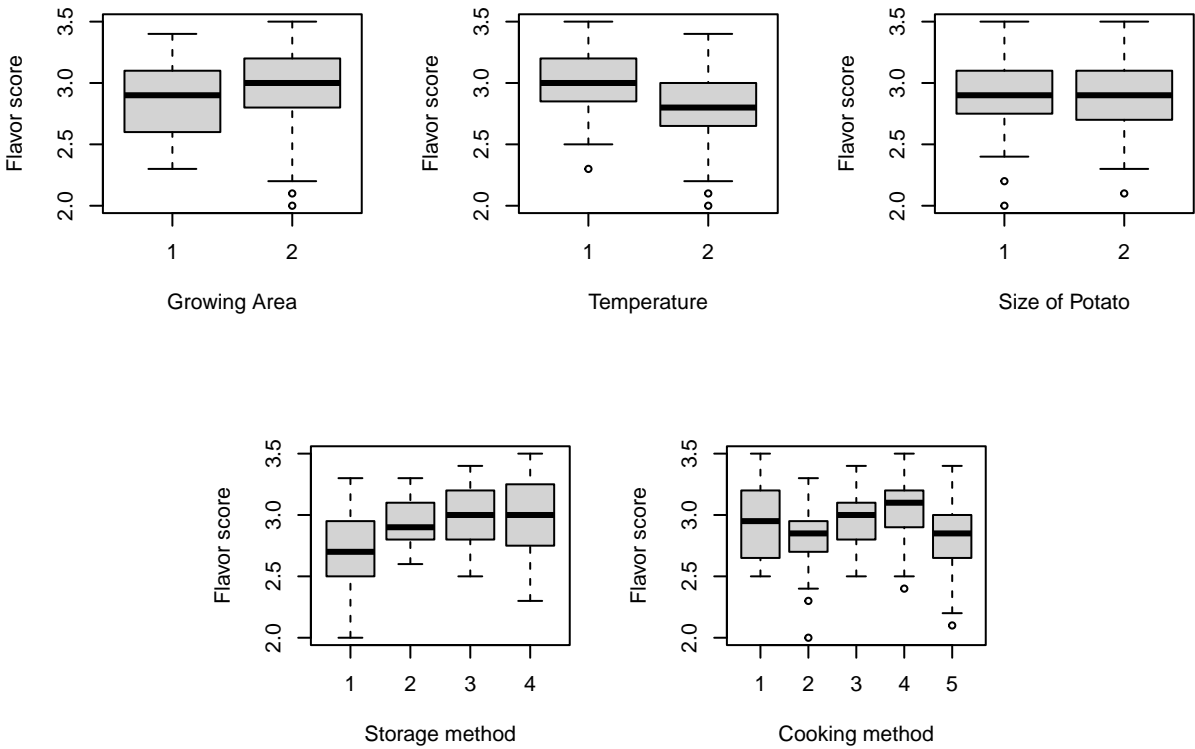 Flavor score
3.5
3.0
2.5
2.0
1 2
Growing Area
Flavor score
3.5
3.0
2.5
2.0
1 2
Temperature
Flavor score
3.5
3.0
2.5
2.0
1 2
Size of Potato
Flavor score
3.5
3.0
2.5
2.0
1 2 3 4
Storage method
Flavor score
3.5
3.0
2.5
2.0
1 2 3 4 5
Cooking method